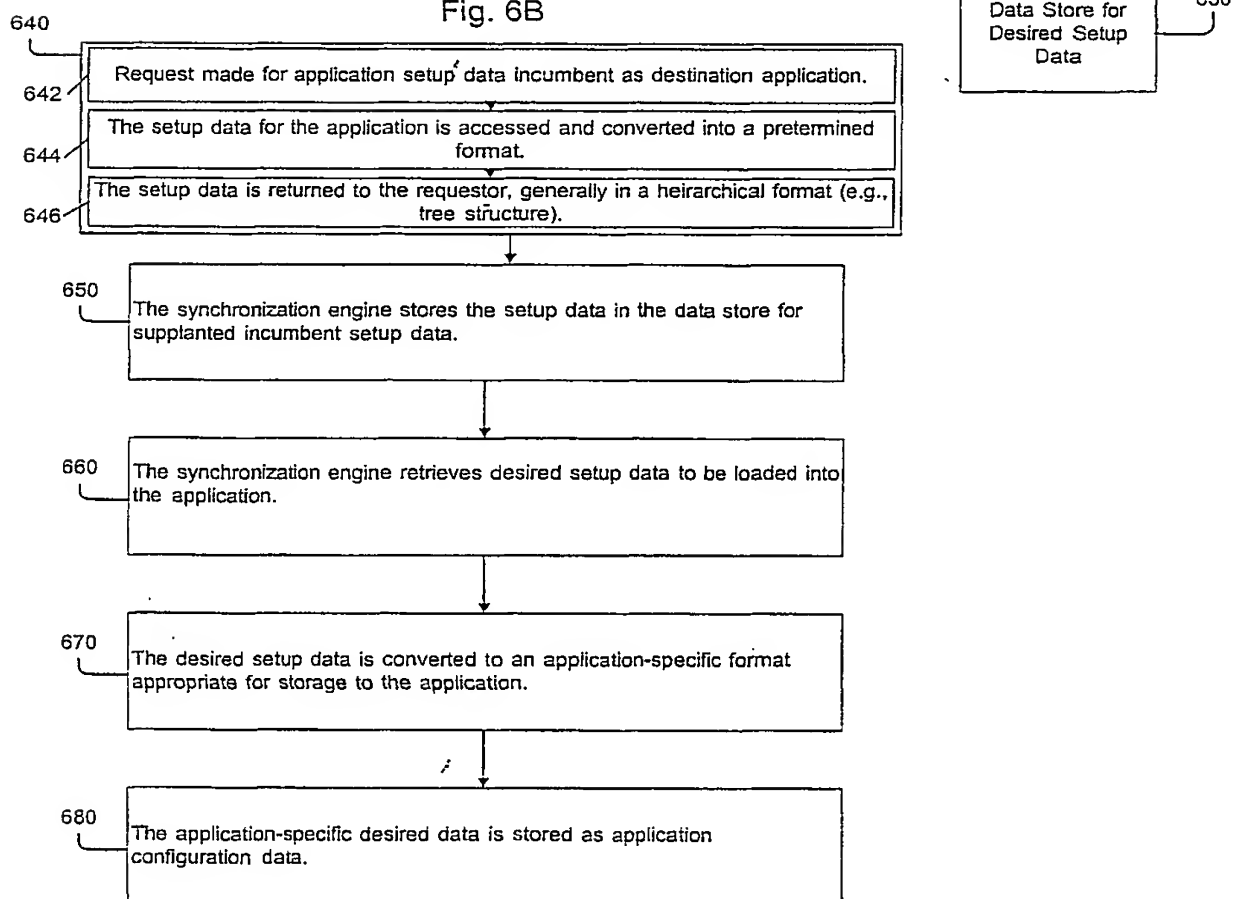 Fig. 6B
Data Store for
Desired Setup
Data
640
642
Request made for application setup data incumbent as destination application.
644
The setup data for the application is accessed and converted into a pretermined
format.
646
The setup data is returned to the requestor, generally in a heirarchical format (e.g.,
tree structure).
650
The synchronization engine stores the setup data in the data store for
supplanted incumbent setup data.
660
The synchronization engine retrieves desired setup data to be loaded into
the application.
670
The desired setup data is converted to an application-specific format
appropriate for storage to the application.
680
The application-specific desired data is stored as application
configuration data.